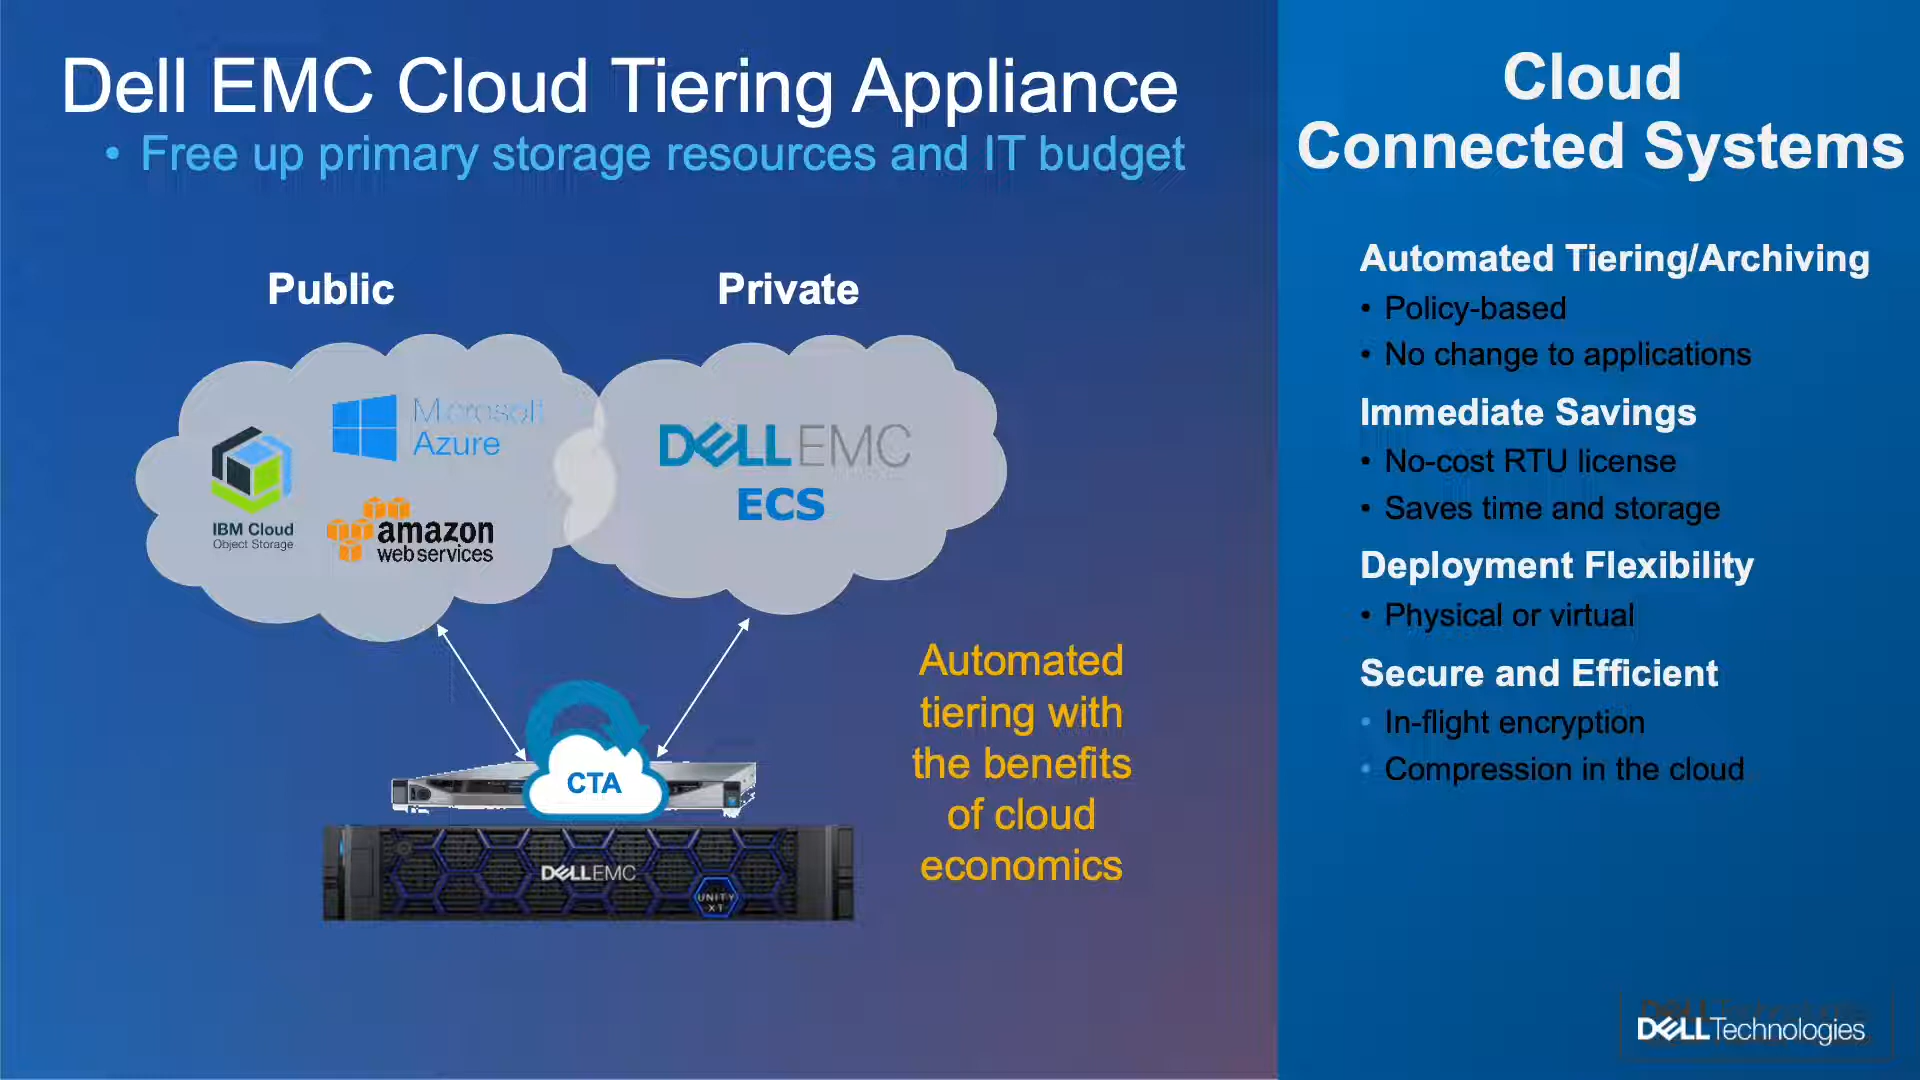 Dell EMC Cloud Tiering Appliance
• Free up primary storage resources and IT budget
Public
Private
Microsoft
Azure
IBM Cloud
Object Storage
amazon
web services
DELL EMC
ECS
CTA
DELL EMC
UNITY
XT
Automated
tiering with
the benefits
of cloud
economics
Cloud
Connected Systems
Automated Tiering/Archiving
• Policy-based
• No change to applications
Immediate Savings
• No-cost RTU license
• Saves time and storage
Deployment Flexibility
• Physical or virtual
Secure and Efficient
• In-flight encryption
• Compression in the cloud
DELL Technologies